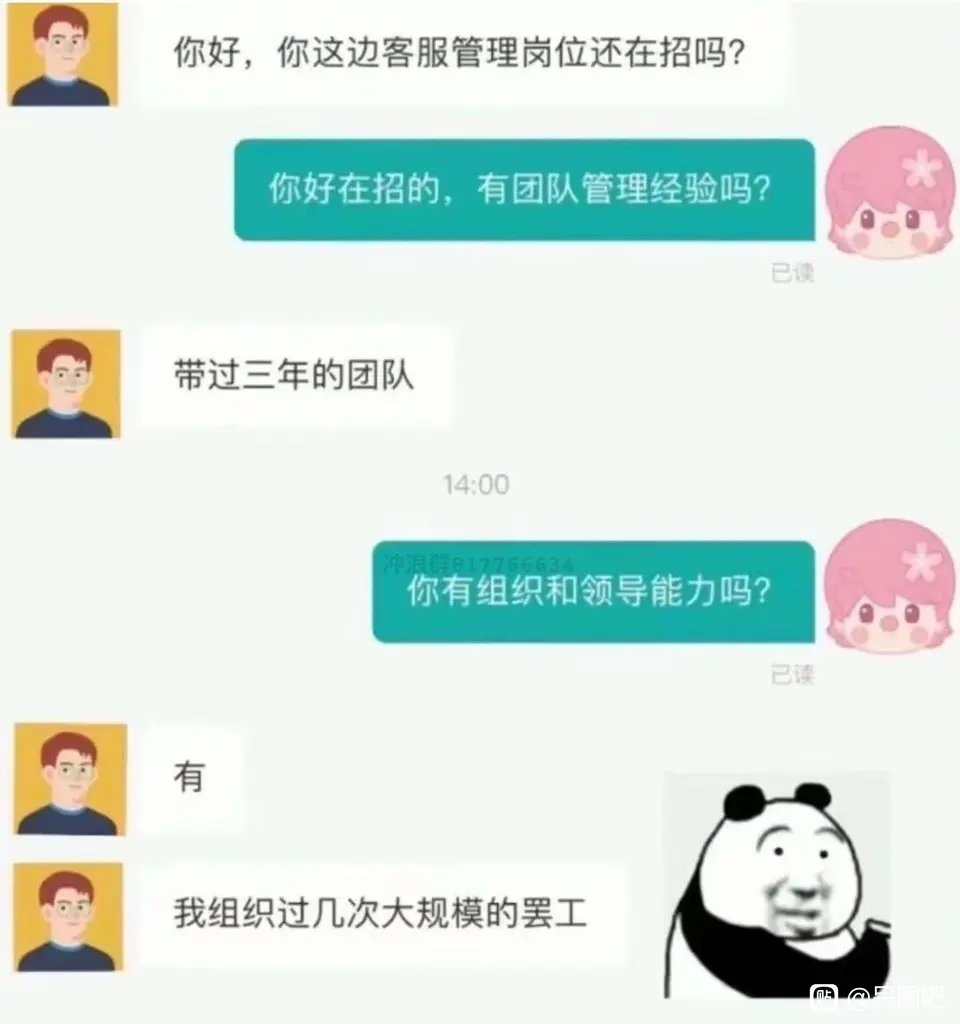 你好，你这边客服管理岗位还在招吗？
你好在招的，有团队管理经验吗？
已读
带过三年的团队
14:00
冲浪群817766634
你有组织和领导能力吗？
已读
有
我组织过几次大规模的罢工
贴